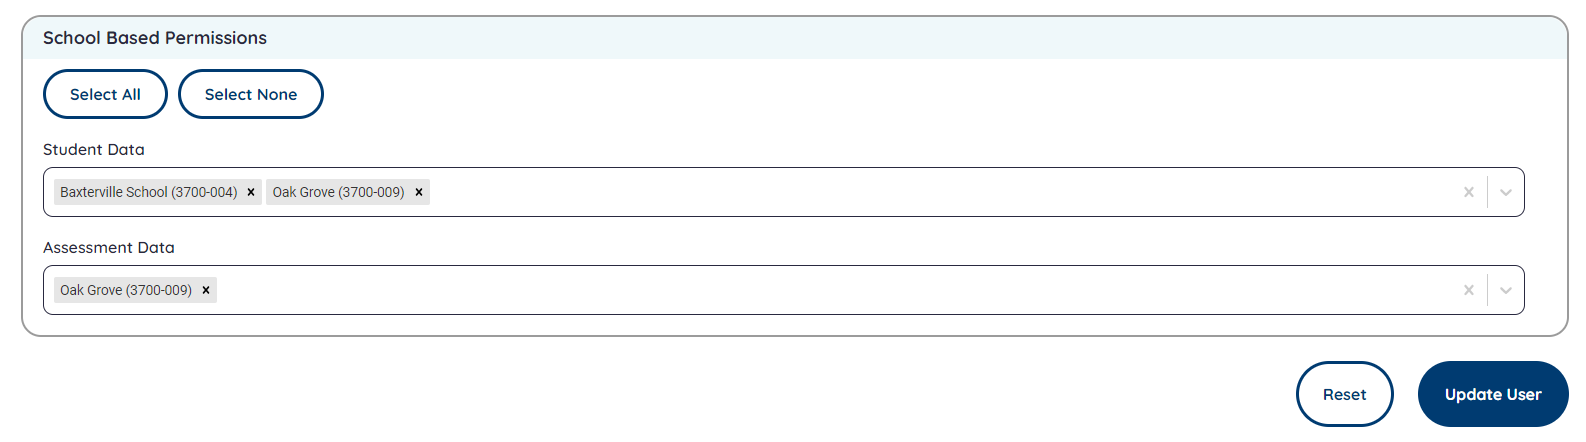 School Based Permissions
Select All Select None
Student Data
Baxterville School (3700-004) × Oak Grove (3700-009) ×
Assessment Data
Oak Grove (3700-009) ×
Reset Update User